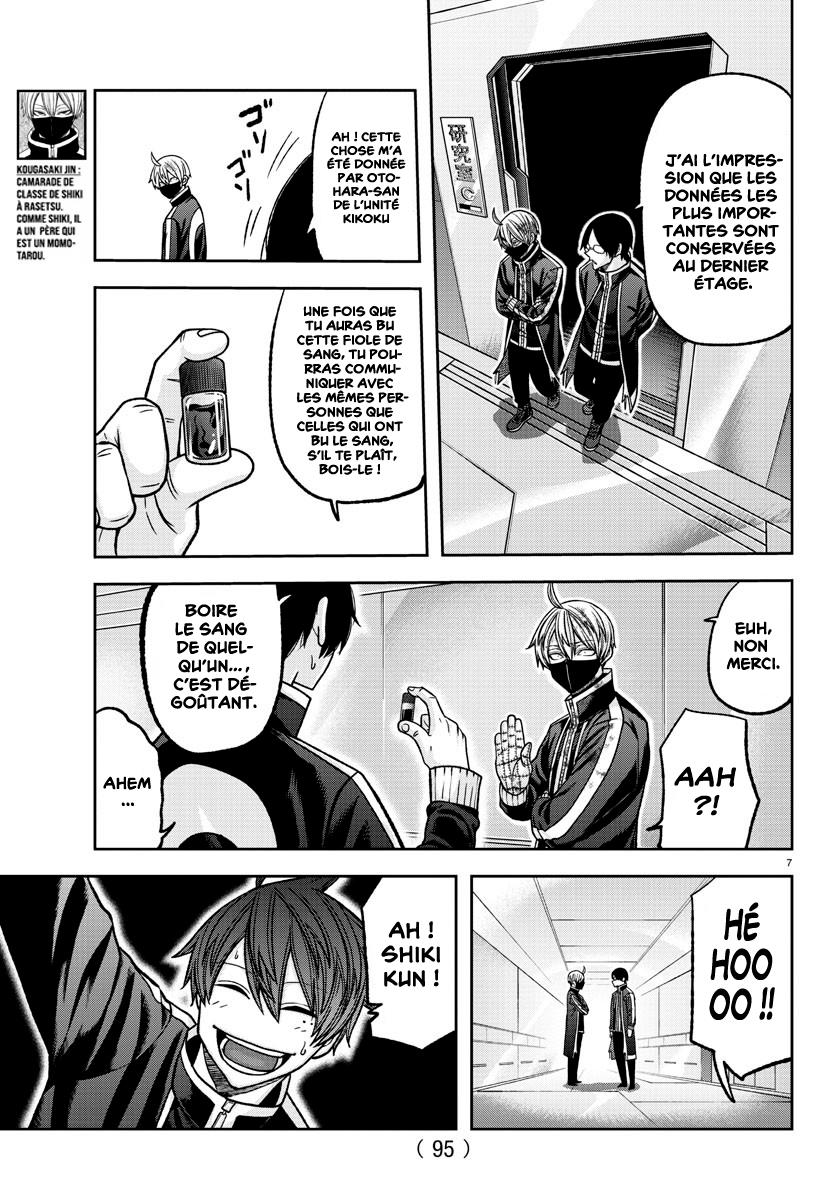 J'AI L'IMPRES-
SION QUE LES
DONNÉES LES
PLUS IMPOR-
TANTES SONT
CONSERVÉES
AU DERNIER
ÉTAGE.
研究室C
KOUGASAKI JIN :
CAMARADE DE
CLASSE DE SHIKI
À RASETSU.
COMME SHIKI, IL
A UN PÈRE QUI
EST UN MOMO-
TAROU.
ゴソ
ゴソ
AH ! CETTE
CHOSE M'A
ÉTÉ DONNÉE
PAR OTO-
HARA-SAN
DE L'UNITÉ
KIKOKU
UNE FOIS QUE
TU AURAS BU
CETTE FIOLE DE
SANG, TU POU-
RRAS COMMU-
NIQUER AVEC
LES MÊMES PER-
SONNES QUE
CELLES QUI ONT
BU LE SANG,
S'IL TE PLAÎT,
BOIS-LE !
EUH,
NON
MERCI.
AAH
?!
BOIRE
LE SANG
DE QUEL-
QU'UN...,
C'EST DÉ-
GOÛTANT.
AHEM
...
7
HÉ
HOO
OO !!
AH !
SHIKI
KUN !
( 95 )